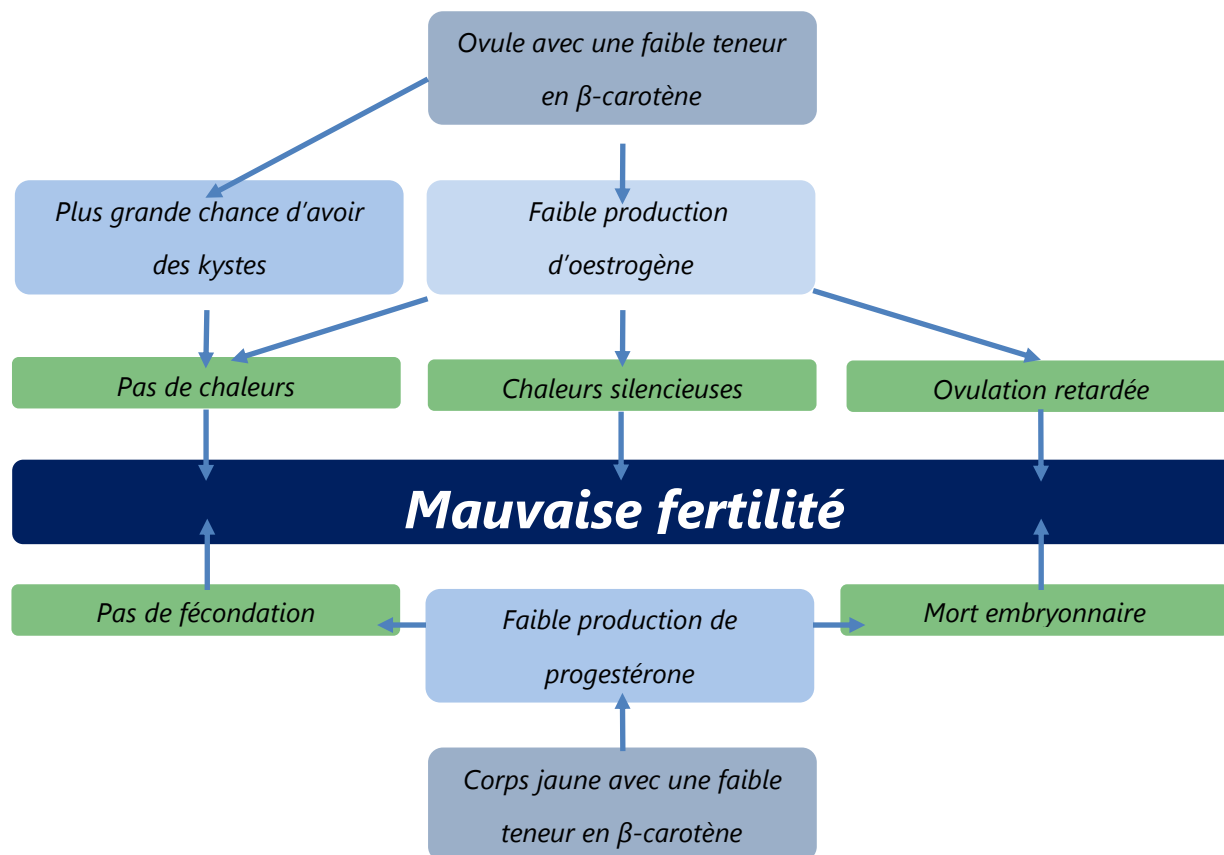 Ovule avec une faible teneur
en β-carotène
Plus grande chance d'avoir
des kystes
Faible production
d'oestrogène
Pas de chaleurs
Chaleurs silencieuses
Ovulation retardée
Mauvaise fertilité
Pas de fécondation
Faible production de
progestérone
Mort embryonnaire
Corps jaune avec une faible
teneur en β-carotène